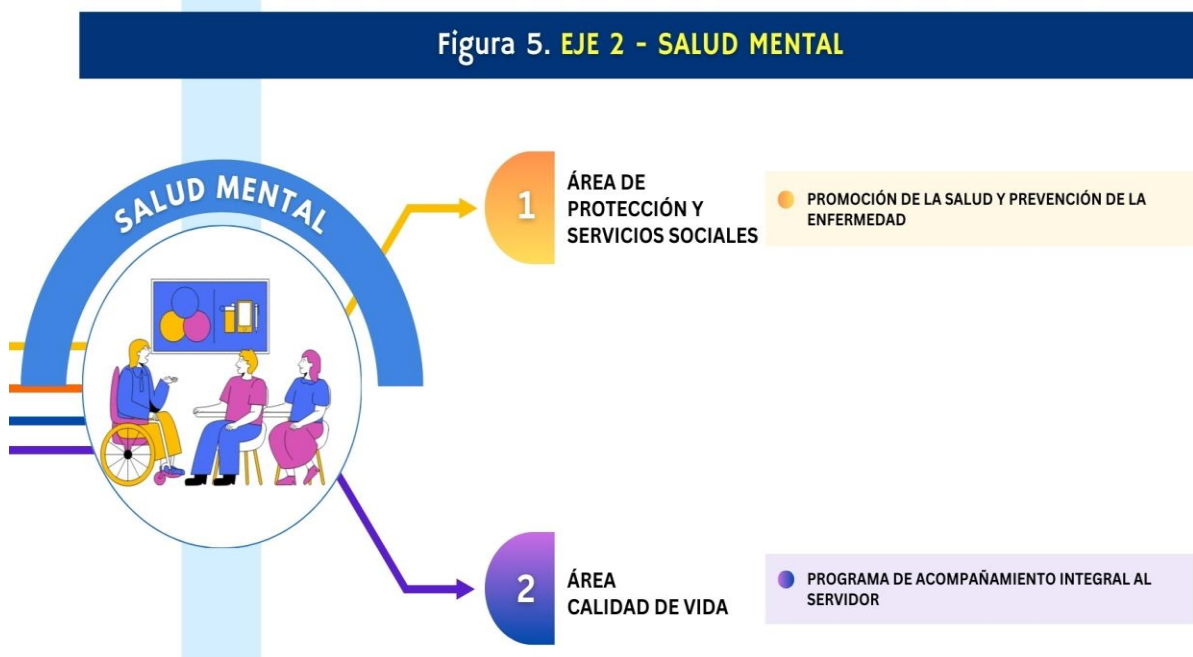 Figura 5. EJE 2 - SALUD MENTAL
SALUD MENTAL
1
ÁREA DE
PROTECCIÓN Y
SERVICIOS SOCIALES
PROMOCIÓN DE LA SALUD Y PREVENCIÓN DE LA
ENFERMEDAD
2
ÁREA
CALIDAD DE VIDA
PROGRAMA DE ACOMPAÑAMIENTO INTEGRAL AL
SERVIDOR